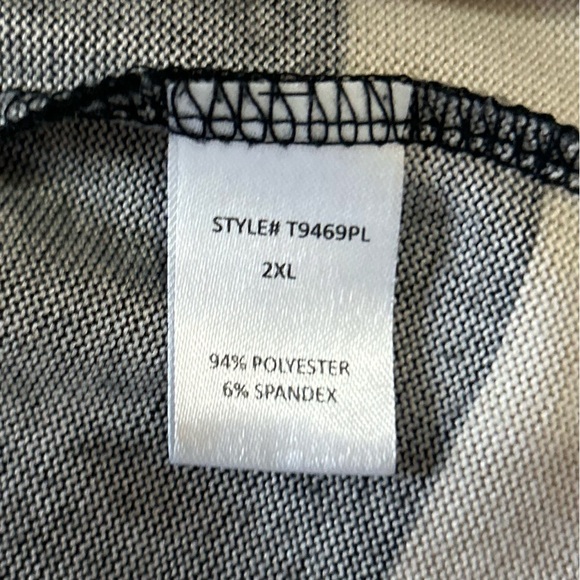 STYLE# T9469PL
2XL
94% POLYESTER
6% SPANDEX